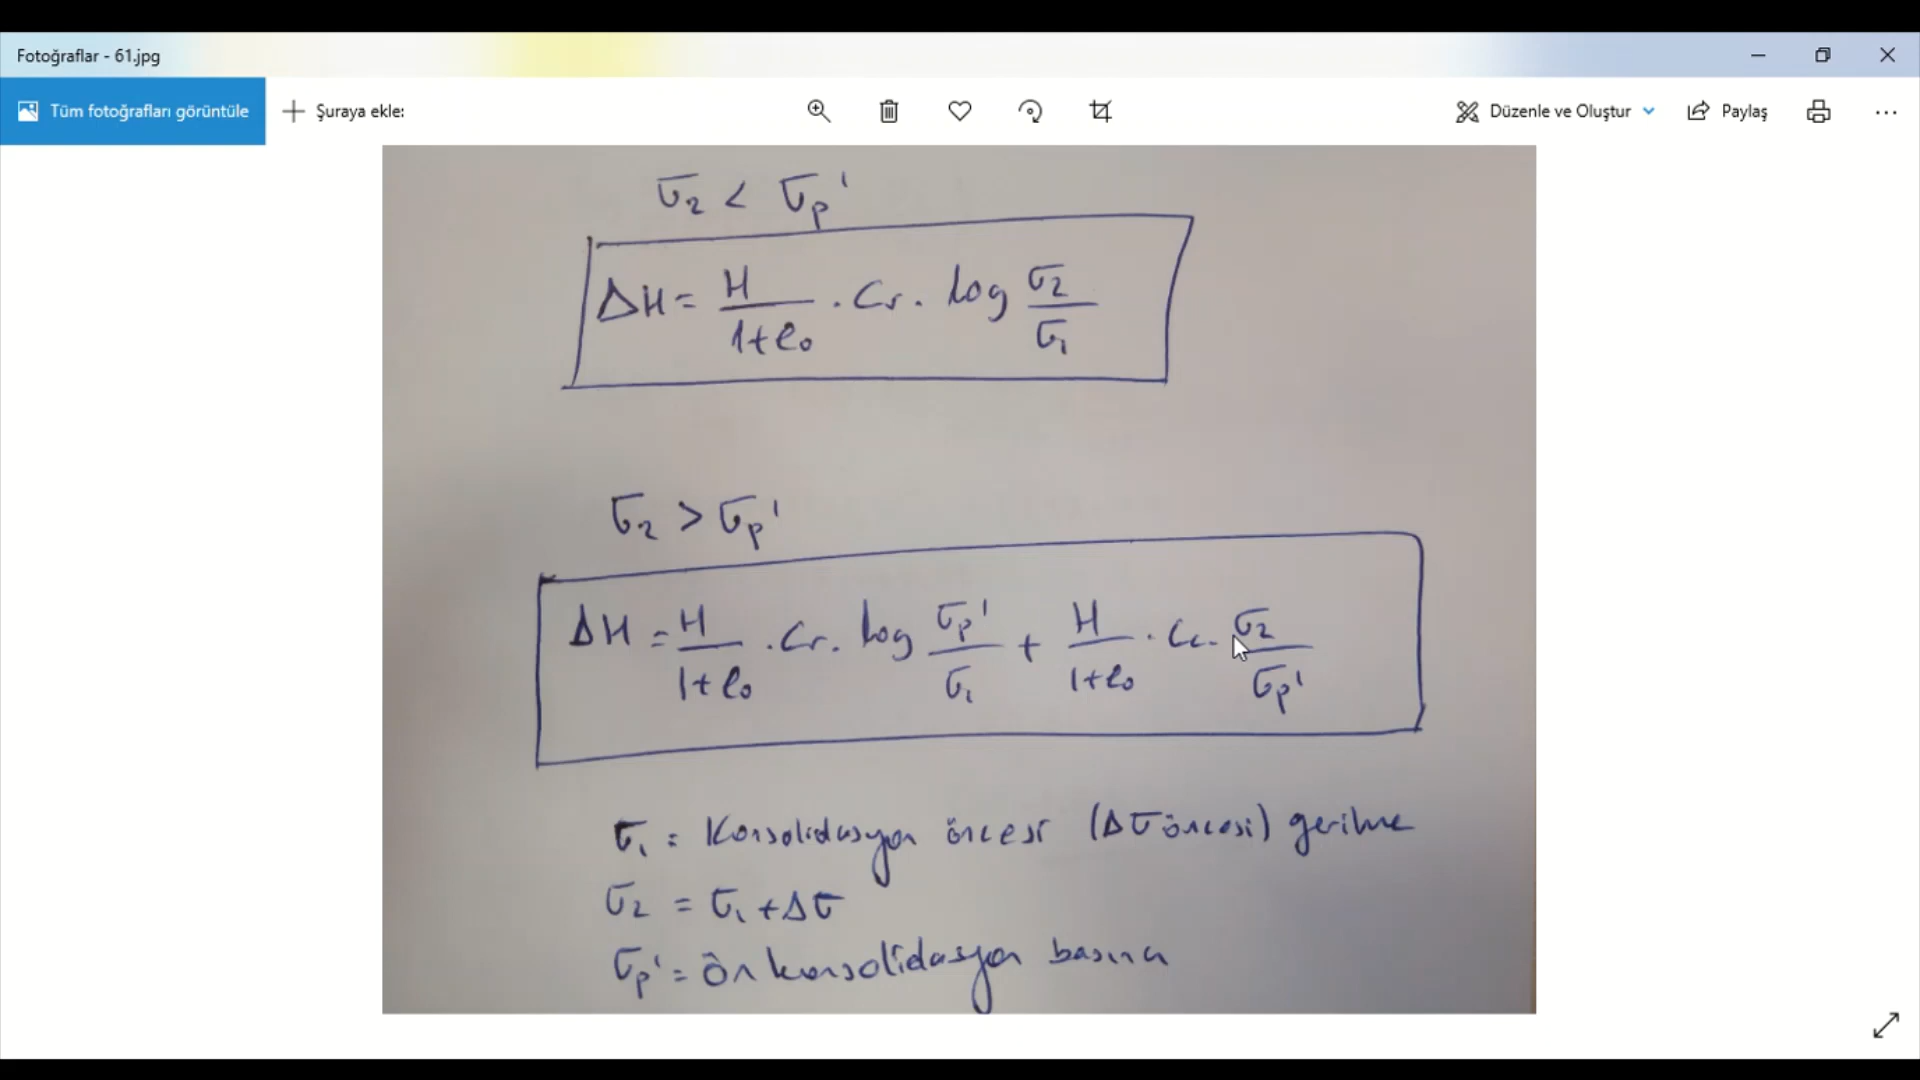 Fotoğraflar - 61.jpg
Tüm fotoğrafları görüntüle
Şuraya ekle:
Düzenle ve Oluştur
Paylaş
σ₂ < σp'
ΔH = H / 1+e₀ . Cr . log σ₂ / σ₁
σ₂ > σp'
ΔH = H / 1+e₀ . Cr . log σp' / σ₁ + H / 1+e₀ . Cc . σ₂ / σp'
σ₁ = Konsolidasyon öncesi (Δσ öncesi) gerilme
σ₂ = σ₁ + Δσ
σp' = Ön konsolidasyon basıncı